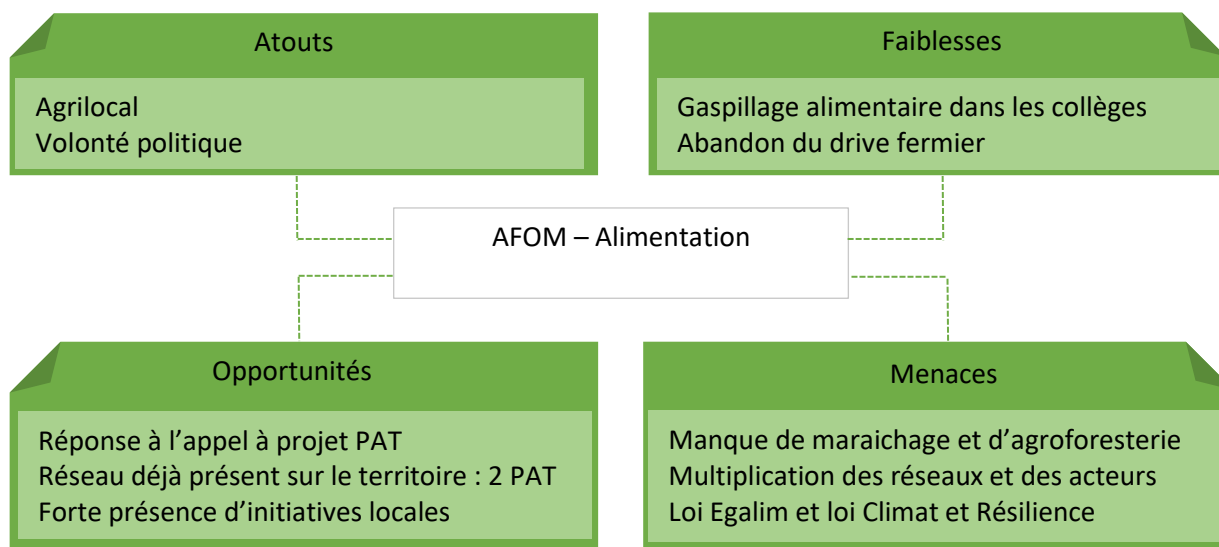 Atouts
Agrilocal
Volonté politique
Faiblesses
Gaspillage alimentaire dans les collèges
Abandon du drive fermier
AFOM – Alimentation
Opportunités
Réponse à l’appel à projet PAT
Réseau déjà présent sur le territoire : 2 PAT
Forte présence d’initiatives locales
Menaces
Manque de maraichage et d’agroforesterie
Multiplication des réseaux et des acteurs
Loi Egalim et loi Climat et Résilience